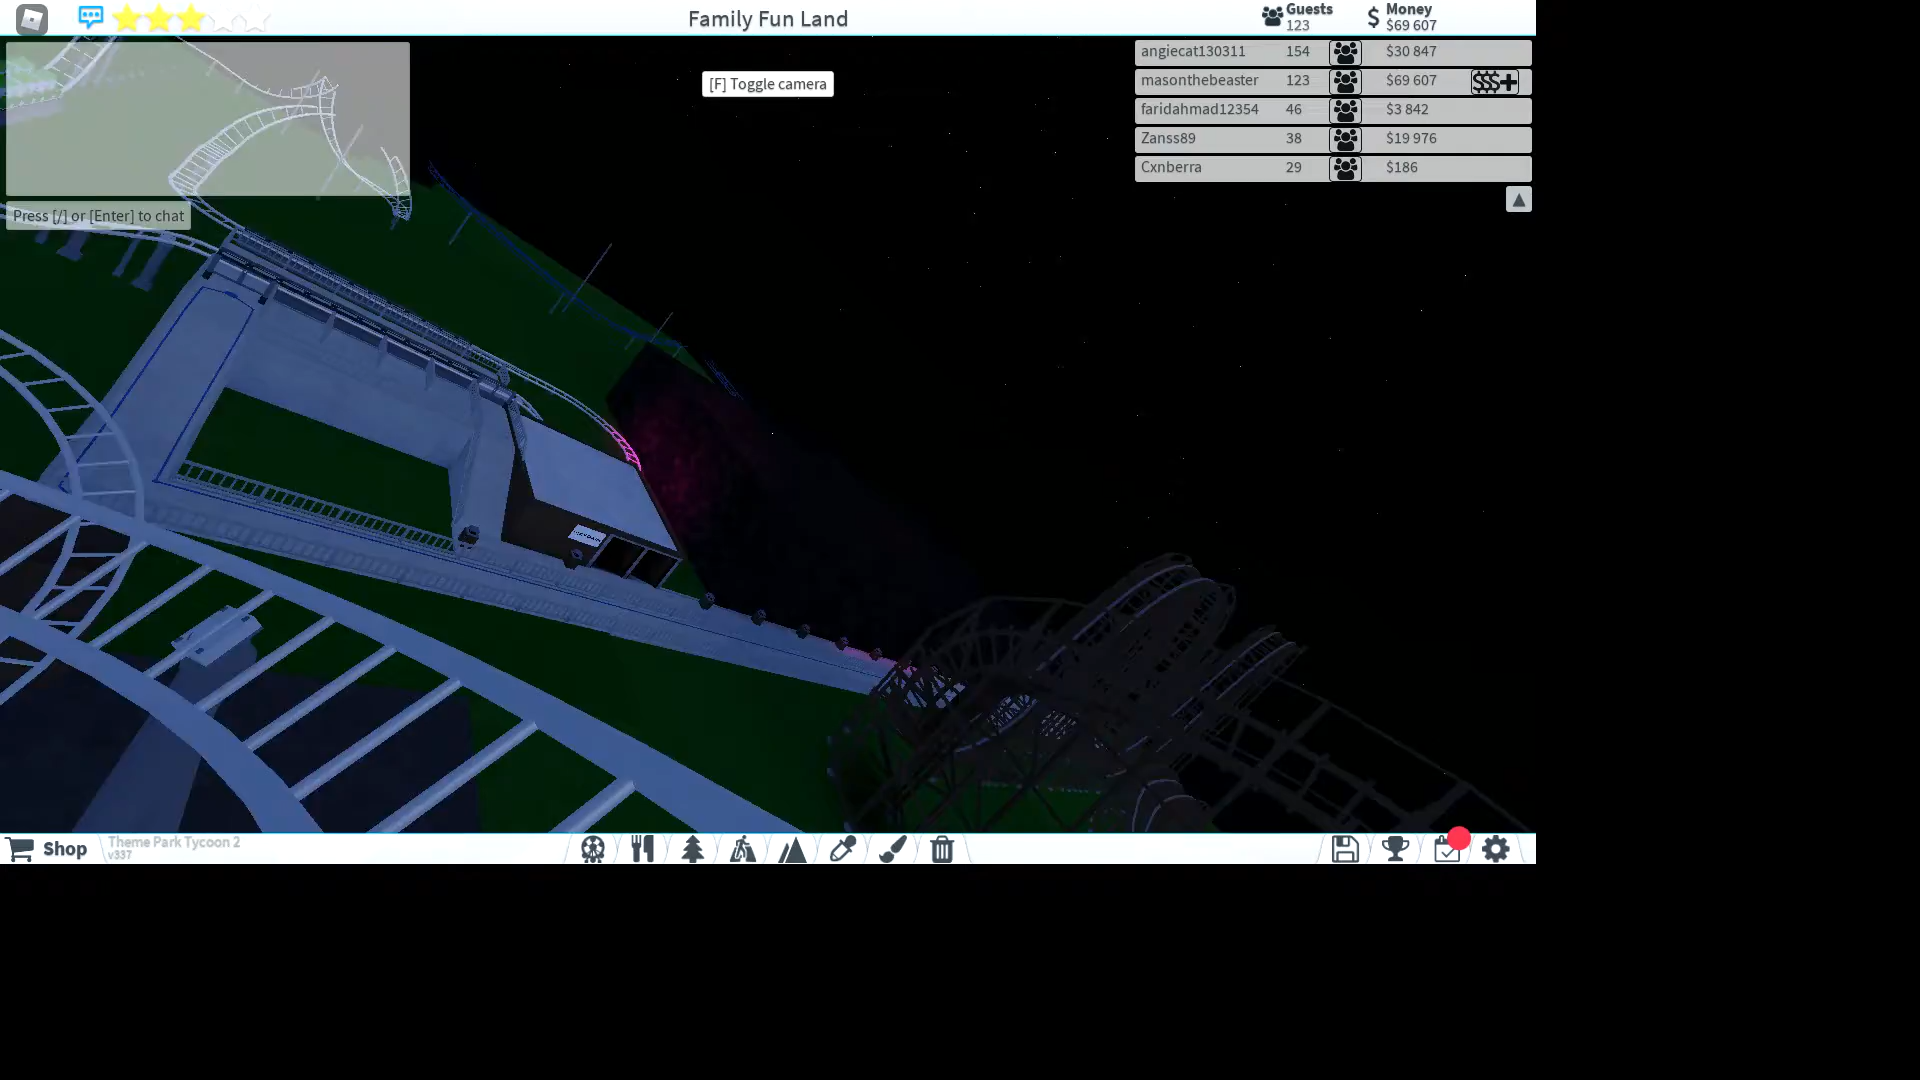 Family Fun Land
Guests
123
Money
$69 607
[F] Toggle camera
angiecat130311 154 $30 847
masonthebeaster 123 $69 607 $$$+
faridahmad12354 46 $3 842
Zanss89 38 $19 976
Cxnberra 29 $186
Press [/] or [Enter] to chat
Shop
Theme Park Tycoon 2
v337